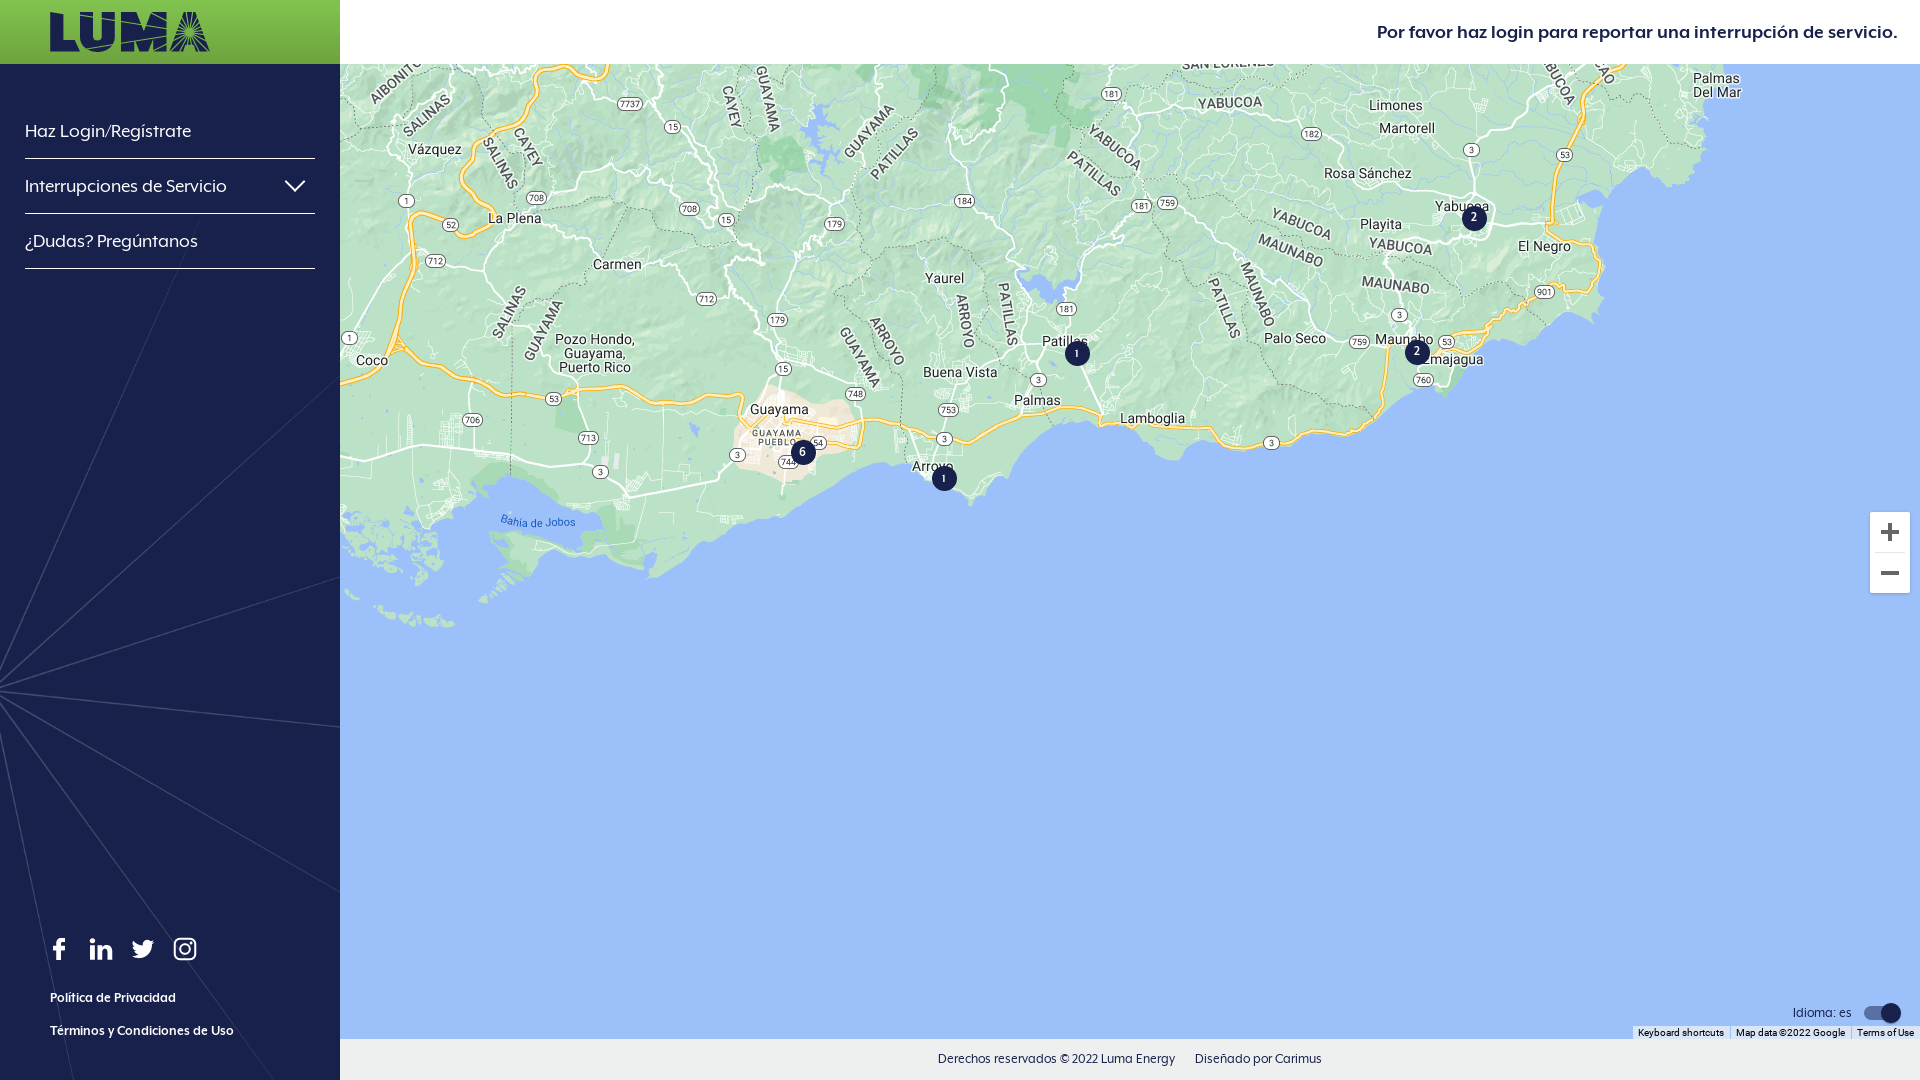 LUMA
Por favor haz login para reportar una interrupción de servicio.
Haz Login/Regístrate
Interrupciones de Servicio
¿Dudas? Pregúntanos
AIBONITO
SALINAS
Vázquez
7737
15
CAYEY
SALINAS
CAYEY
GUAYAMA
GUAYAMA
PATILLAS
SAN LORENZO
181
YABUCOA
YABUCOA
PATILLAS
Limones
Martorell
182
3
YABUCOA
53
Palmas
Del Mar
Rosa Sánchez
1
708
708
52
La Plena
15
179
184
181
759
YABUCOA
MAUNABO
Playita
Yabucoa
2
YABUCOA
MAUNABO
El Negro
712
Carmen
Yaurel
712
SALINAS
GUAYAMA
ARROYO
PATILLAS
181
PATILLAS
MAUNABO
901
3
179
GUAYAMA
ARROYO
1
Coco
Pozo Hondo,
Guayama,
Puerto Rico
15
Patillas
1
Palo Seco
759
Maunabo
2
53
Emajagua
760
Buena Vista
3
53
748
Palmas
706
Guayama
753
Lamboglia
GUAYAMA
PUEBLO
54
713
3
3
3
744
6
3
Arroyo
1
Bahia de Jobos
Idioma: es
Keyboard shortcuts
Map data ©2022 Google
Terms of Use
Política de Privacidad
Términos y Condiciones de Uso
Derechos reservados © 2022 Luma Energy
Diseñado por Carimus